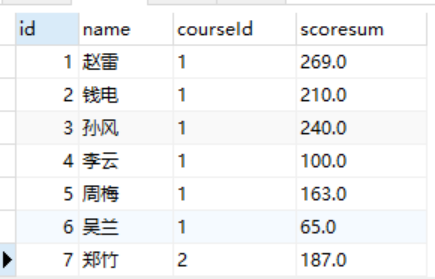 id name courseId scoresum
1 赵雷 1 269.0
2 钱电 1 210.0
3 孙风 1 240.0
4 李云 1 100.0
5 周梅 1 163.0
6 吴兰 1 65.0
7 郑竹 2 187.0